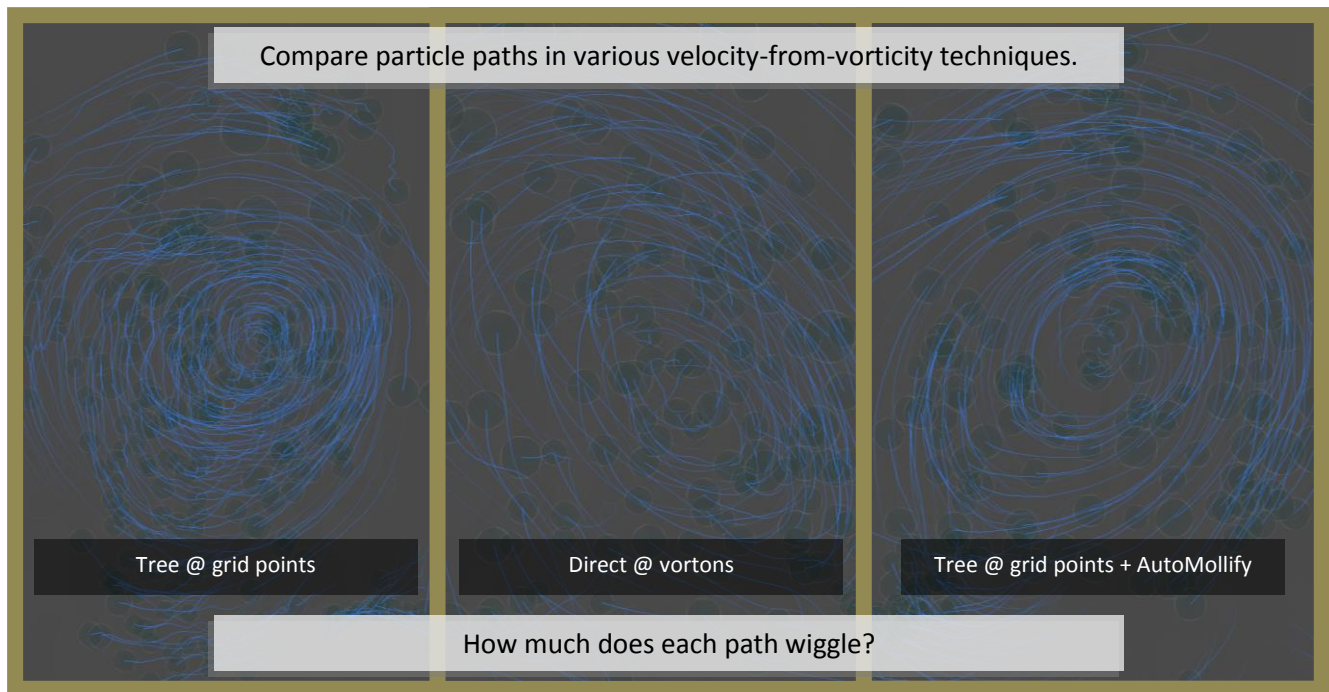 Compare particle paths in various velocity-from-vorticity techniques.
Tree @ grid points
Direct @ vortons
Tree @ grid points + AutoMollify
How much does each path wiggle?